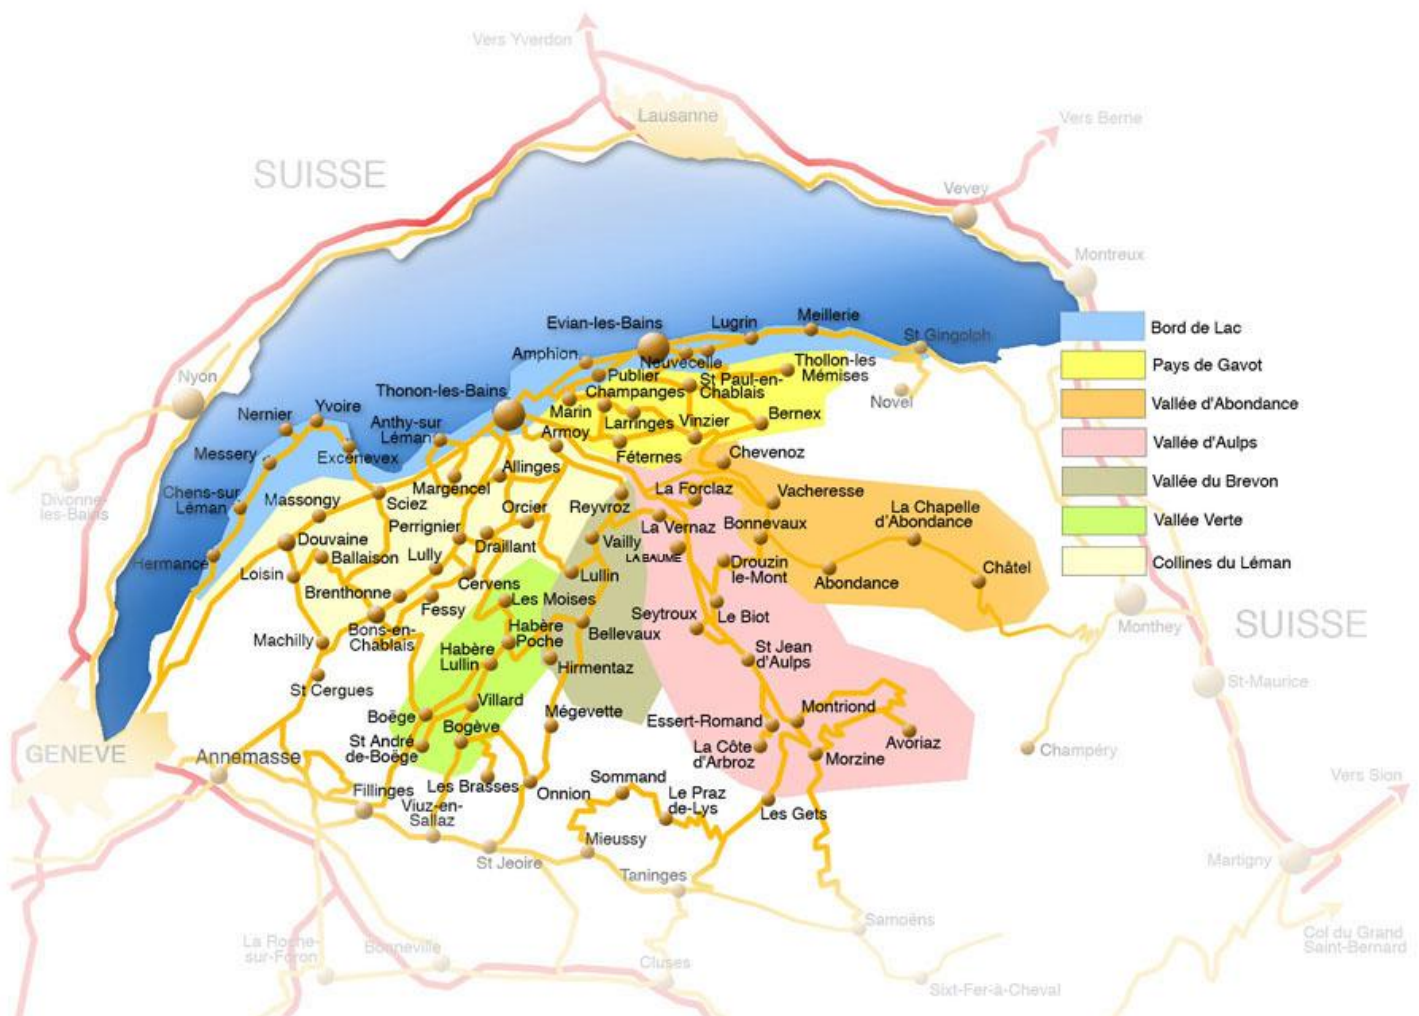 Vers Yverdon
Lausanne
Vers Berne
SUISSE
Vevey
Montreux
Nyon
Divonne-
les-Bains
Evian-les-Bains
Lugrin
Meillerie
St Gingolph
Amphion
Neuvecelle
Thollon-les
Mémises
Publier
St Paul-en-
Chablais
Novel
Thonon-les-Bains
Champanges
Marin
Larringes
Vinzier
Bernex
Nernier
Yvoire
Anthy-sur
Léman
Armoy
Féternes
Chevenoz
Messery
Excenevex
Allinges
Chens-sur
Léman
Massongy
Sciez
Margencel
Orcier
Reyvroz
La Forclaz
Vacheresse
La Chapelle
d'Abondance
Perrignier
La Vernaz
Bonnevaux
Douvaine
Ballaison
Lully
Draillant
Vailly
LA BAUME
Drouzin
le-Mont
Abondance
Châtel
Hermance
Loisin
Cervens
Lullin
Brenthonne
Fessy
Les Moises
Seytroux
Le Biot
Machilly
Bons-en-
Chablais
Habère
Poche
Bellevaux
Monthey
SUISSE
Habère
Lullin
Hirmentaz
St Jean
d'Aulps
St Cergues
Villard
St-Maurice
Boëge
Bogève
Mégevette
Essert-Romand
Montriond
St André
de-Boëge
La Côte
d'Arbroz
Morzine
Avoriaz
Champéry
GENEVE
Annemasse
Fillinges
Les Brasses
Onnion
Sommand
Le Praz
de-Lys
Les Gets
Vers Sion
Viuz-en-
Sallaz
St Jeoire
Mieussy
Taninges
Martigny
Samoëns
La Roche-
sur-Foron
Bonneville
Cluses
Sixt-Fer-à-Cheval
Col du Grand
Saint-Bernard
Bord de Lac
Pays de Gavot
Vallée d'Abondance
Vallée d'Aulps
Vallée du Brevon
Vallée Verte
Collines du Léman